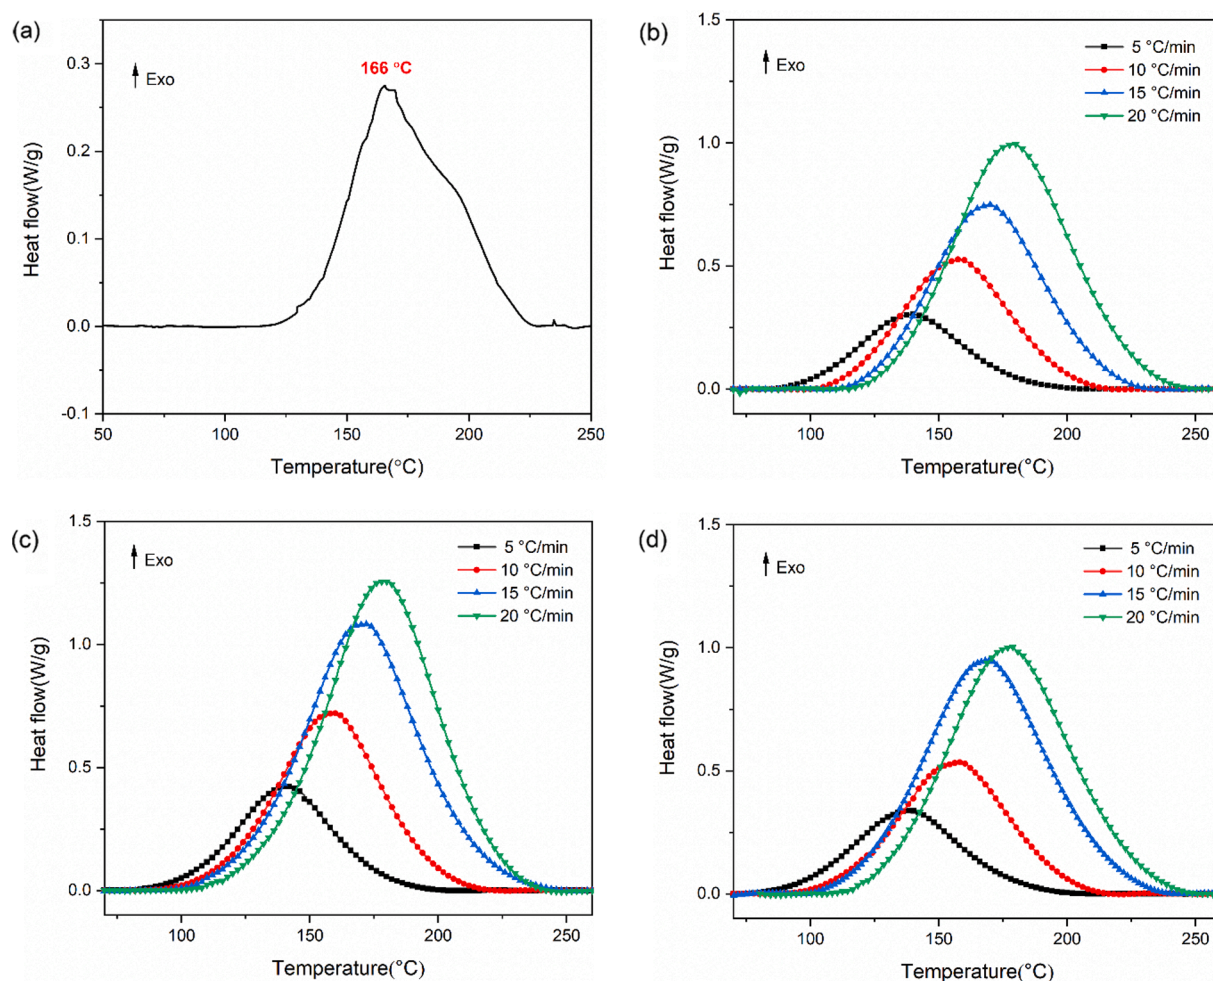 (a)
Exo
166 °C
Heat flow(W/g)
0.3
0.2
0.1
0.0
-0.1
50
100
150
200
250
Temperature(°C)
(b)
Exo
5 °C/min
10 °C/min
15 °C/min
20 °C/min
Heat flow(W/g)
1.5
1.0
0.5
0.0
100
150
200
250
Temperature(°C)
(c)
Exo
5 °C/min
10 °C/min
15 °C/min
20 °C/min
Heat flow(W/g)
1.5
1.0
0.5
0.0
100
150
200
250
Temperature(°C)
(d)
Exo
5 °C/min
10 °C/min
15 °C/min
20 °C/min
Heat flow(W/g)
1.5
1.0
0.5
0.0
100
150
200
250
Temperature(°C)